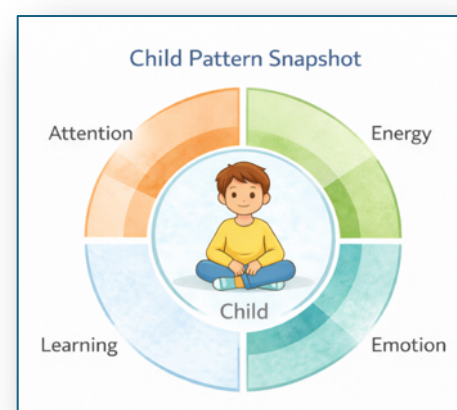 Child Pattern Snapshot
Attention
Energy
Child
Learning
Emotion